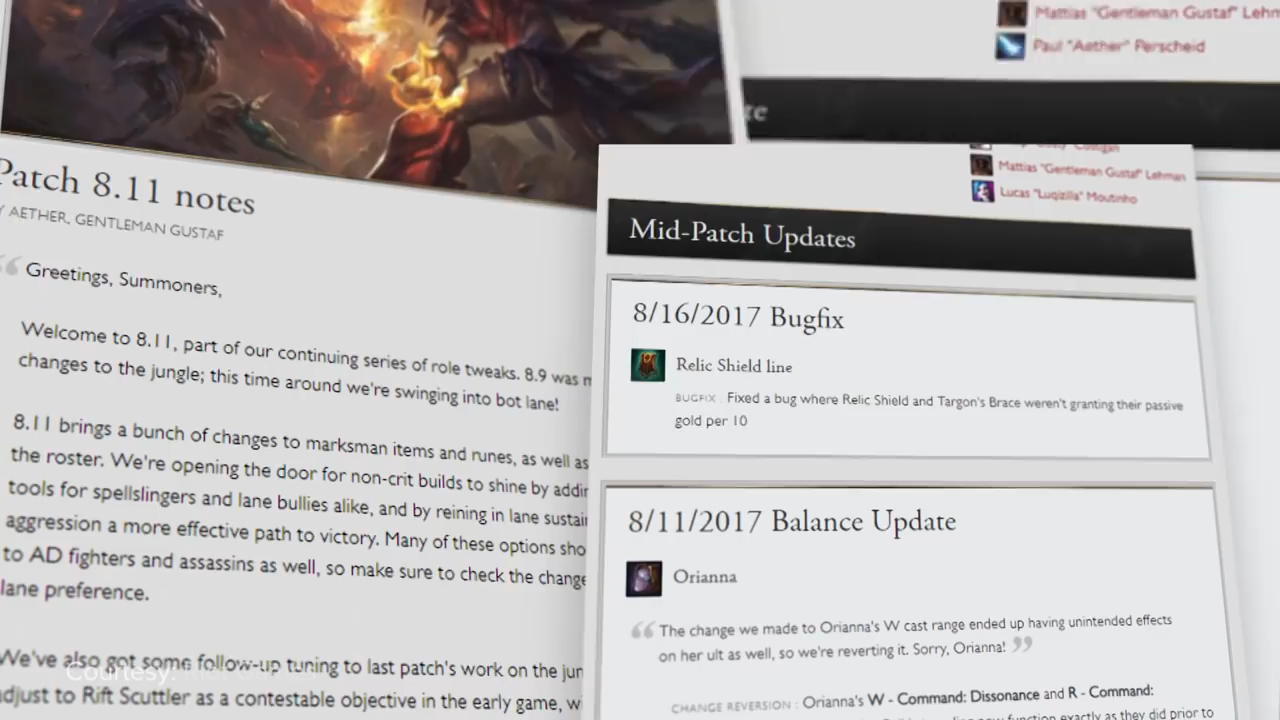 Mattias "Gentleman Gustaf"
Paul "Aether" Perscheid
Patch 8.11 notes
AETHER, GENTLEMAN GUSTAF
Greetings, Summoners,
Welcome to 8.11, part of our continuing series of role tweaks. 8.9 was
changes to the jungle; this time around we're swinging into bot lane!
8.11 brings a bunch of changes to marksman items and runes, as well as
the roster. We're opening the door for non-crit builds to shine by
tools for spellslingers and lane bullies alike, and by reining in lane
aggression a more effective path to victory. Many of these options
to AD fighters and assassins as well, so make sure to check the
lane preference.
We've also got some follow-up tuning to last patch's work on the
to Rift Scuttler as a contestable objective in the early game,
Courtesy:
Mattias "Gentleman Gustaf" Lehman
Lucas "Luqizilla" Moutinho
Mid-Patch Updates
8/16/2017 Bugfix
Relic Shield line
BUGFIX : Fixed a bug where Relic Shield and Targon's Brace weren't granting their passive
gold per 10
8/11/2017 Balance Update
Orianna
“ The change we made to Orianna's W cast range ended up having unintended effects
on her ult as well, so we're reverting it. Sorry, Orianna! ”
CHANGE REVERSION : Orianna's W - Command: Dissonance and R - Command:
new function exactly as they did prior to